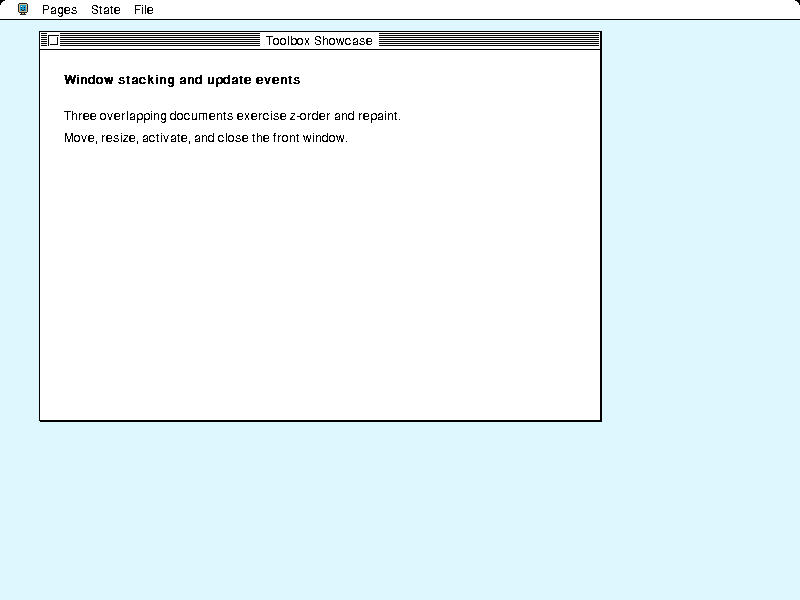 Pages State File
Toolbox Showcase
Window stacking and update events
Three overlapping documents exercise z-order and repaint.
Move, resize, activate, and close the front window.